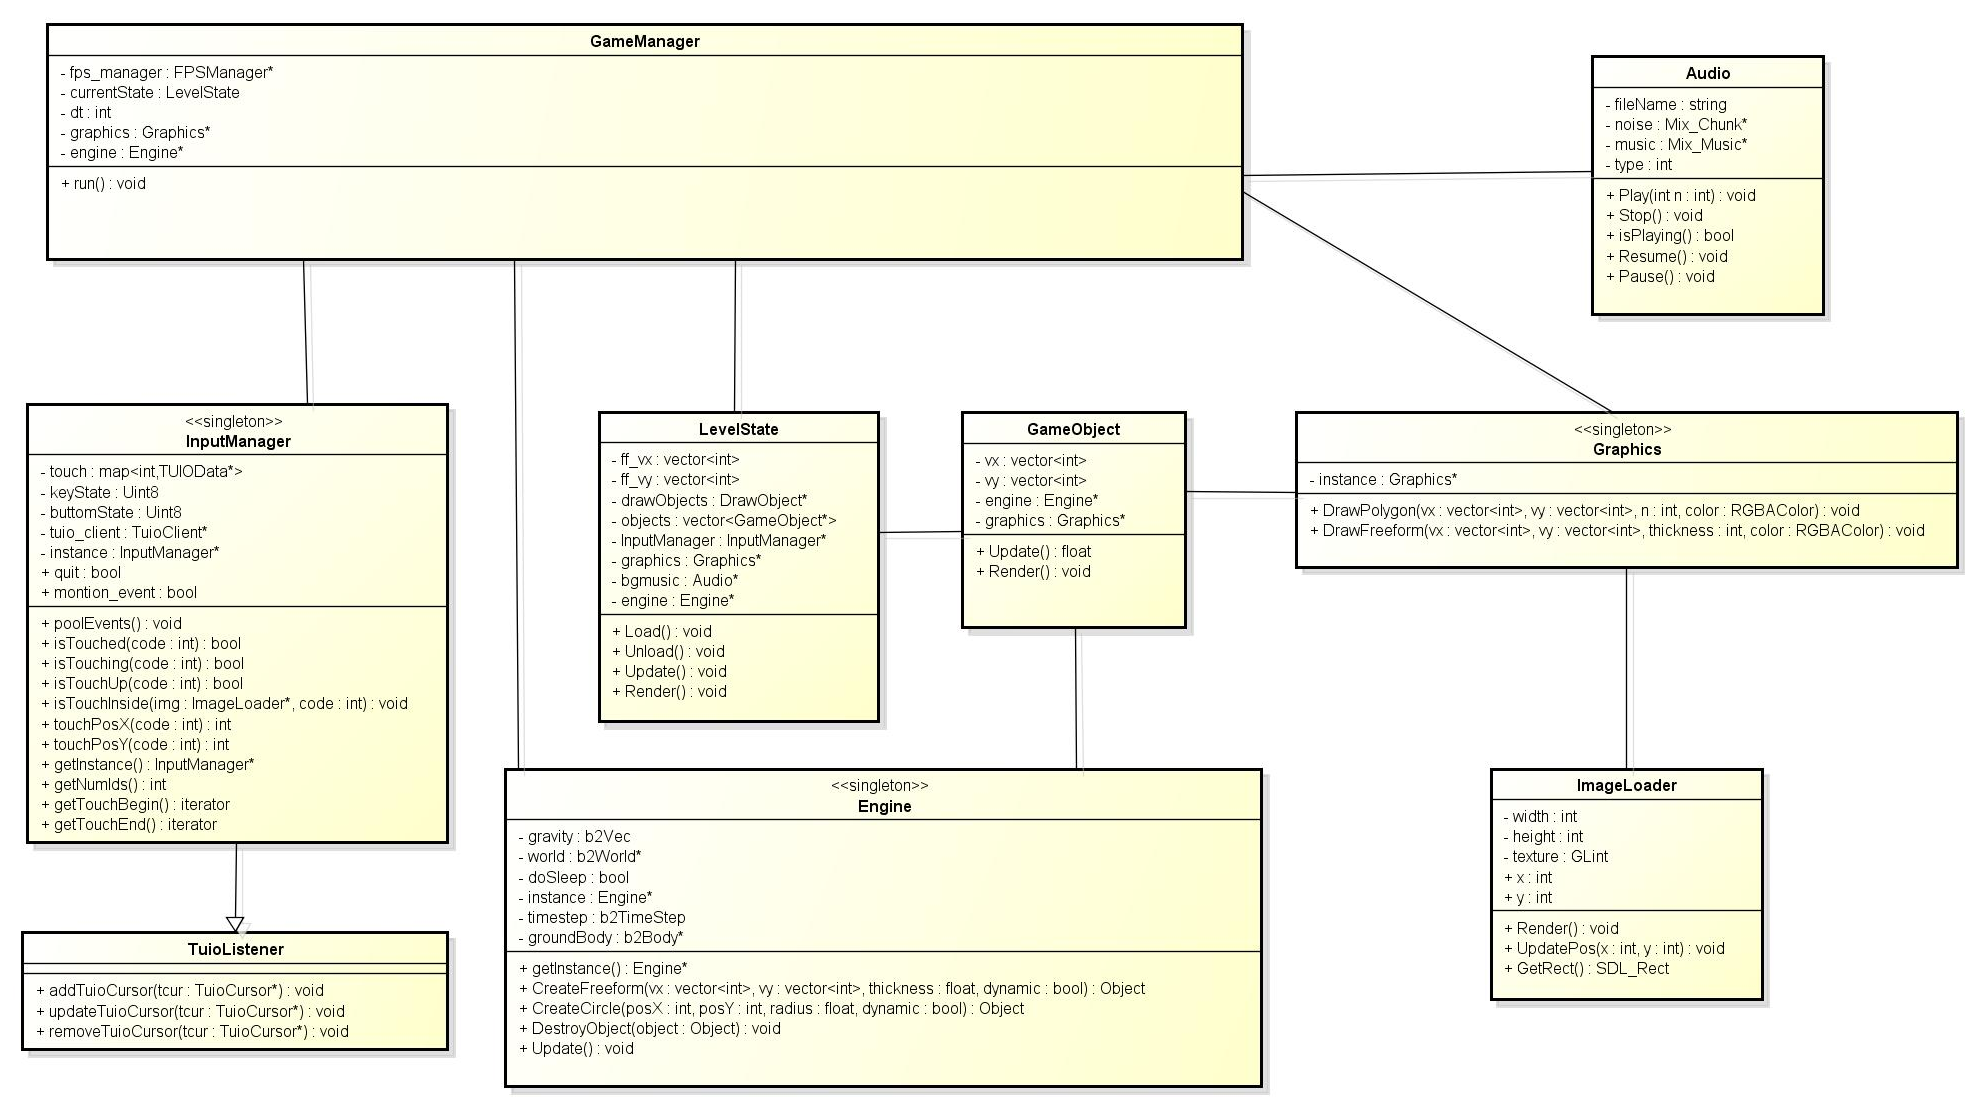 GameManager
- fps_manager : FPSManager*
- currentState : LevelState
- dt : int
- graphics : Graphics*
- engine : Engine*
+ run() : void
Audio
- fileName : string
- noise : Mix_Chunk*
- music : Mix_Music*
- type : int
+ Play(int n : int) : void
+ Stop() : void
+ isPlaying() : bool
+ Resume() : void
+ Pause() : void
<<singleton>>
InputManager
- touch : map<int,TUIOData*>
- keyState : Uint8
- buttomState : Uint8
- tuio_client : TuioClient*
- instance : InputManager*
+ quit : bool
+ montion_event : bool
+ poolEvents() : void
+ isTouched(code : int) : bool
+ isTouching(code : int) : bool
+ isTouchUp(code : int) : bool
+ isTouchInside(img : ImageLoader*, code : int) : void
+ touchPosX(code : int) : int
+ touchPosY(code : int) : int
+ getInstance() : InputManager*
+ getNumIds() : int
+ getTouchBegin() : iterator
+ getTouchEnd() : iterator
LevelState
- ff_vx : vector<int>
- ff_vy : vector<int>
- drawObjects : DrawObject*
- objects : vector<GameObject*>
- InputManager : InputManager*
- graphics : Graphics*
- bgmusic : Audio*
- engine : Engine*
+ Load() : void
+ Unload() : void
+ Update() : void
+ Render() : void
GameObject
- vx : vector<int>
- vy : vector<int>
- engine : Engine*
- graphics : Graphics*
+ Update() : float
+ Render() : void
<<singleton>>
Graphics
- instance : Graphics*
+ DrawPolygon(vx : vector<int>, vy : vector<int>, n : int, color : RGBAColor) : void
+ DrawFreeform(vx : vector<int>, vy : vector<int>, thickness : int, color : RGBAColor) : void
<<singleton>>
Engine
- gravity : b2Vec
- world : b2World*
- doSleep : bool
- instance : Engine*
- timestep : b2TimeStep
- groundBody : b2Body*
+ getInstance() : Engine*
+ CreateFreeform(vx : vector<int>, vy : vector<int>, thickness : float, dynamic : bool) : Object
+ CreateCircle(posX : int, posY : int, radius : float, dynamic : bool) : Object
+ DestroyObject(object : Object) : void
+ Update() : void
ImageLoader
- width : int
- height : int
- texture : GLint
+ x : int
+ y : int
+ Render() : void
+ UpdatePos(x : int, y : int) : void
+ GetRect() : SDL_Rect
TuioListener
+ addTuioCursor(tcur : TuioCursor*) : void
+ updateTuioCursor(tcur : TuioCursor*) : void
+ removeTuioCursor(tcur : TuioCursor*) : void